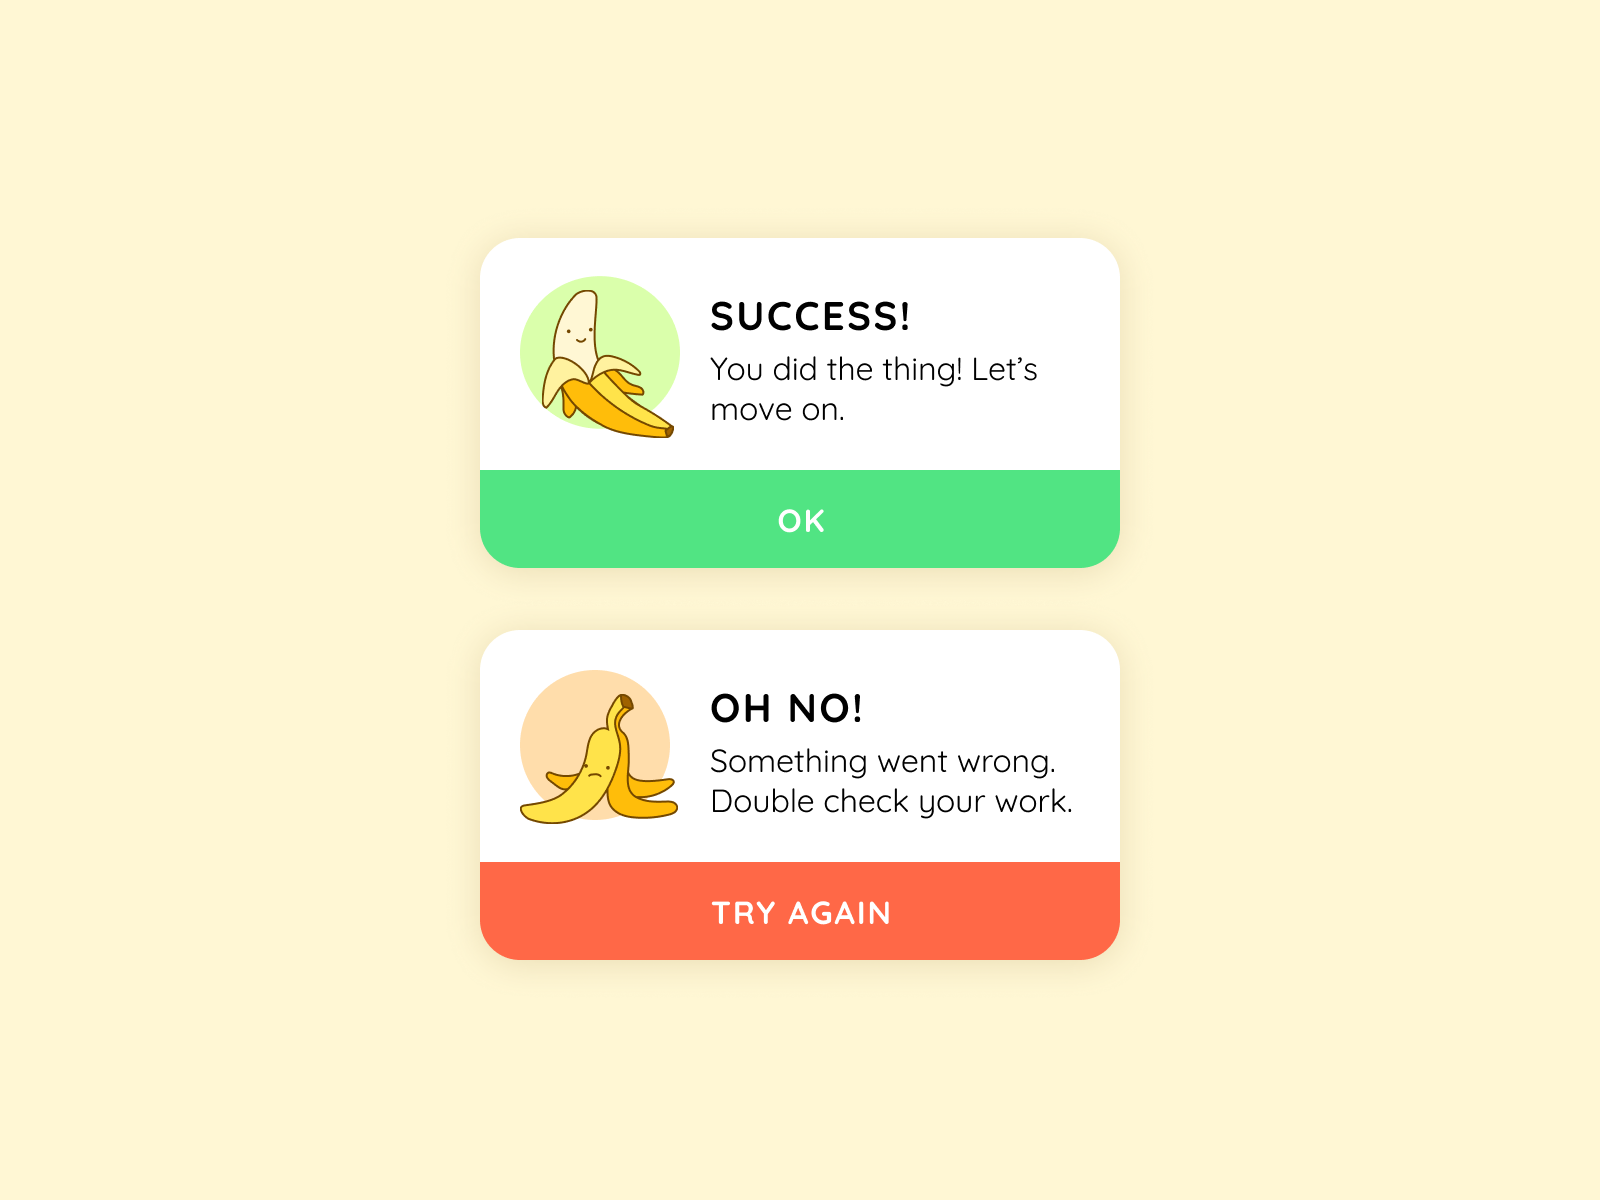 SUCCESS!
You did the thing! Let’s
move on.
OK
OH NO!
Something went wrong.
Double check your work.
TRY AGAIN